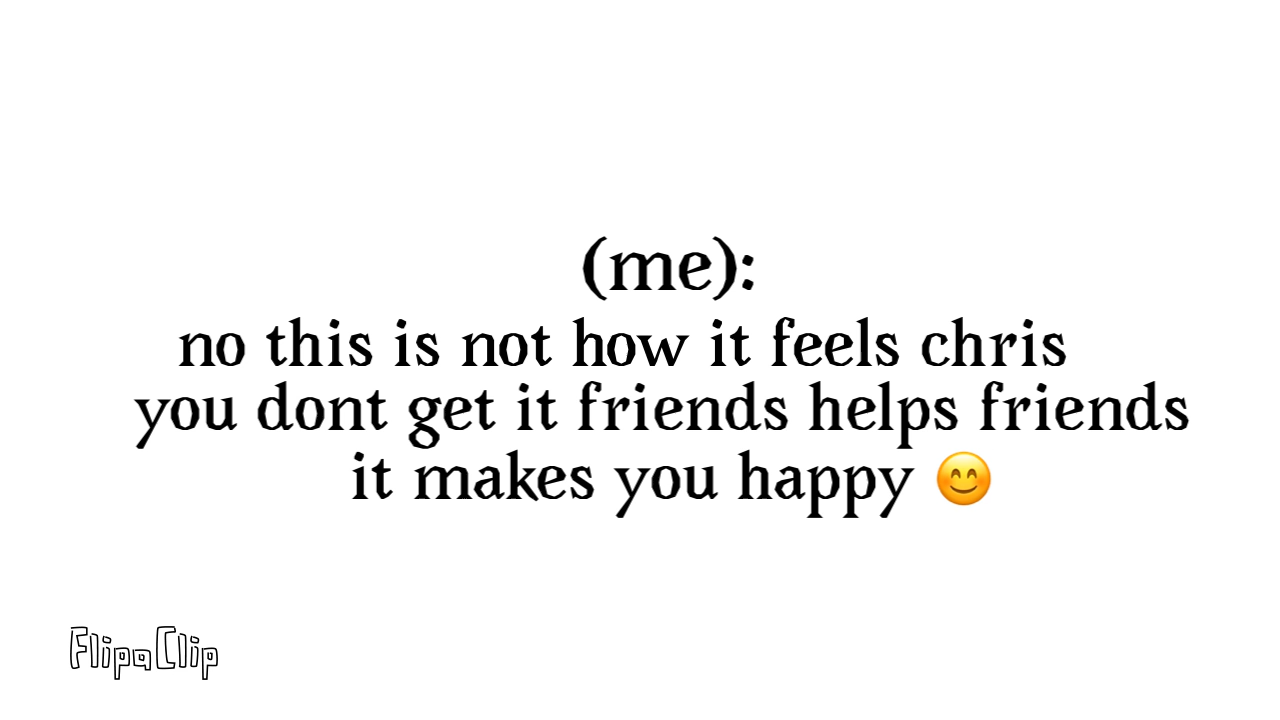 (me):
no this is not how it feels chris
you dont get it friends helps friends
it makes you happy 😊
FlipaClip